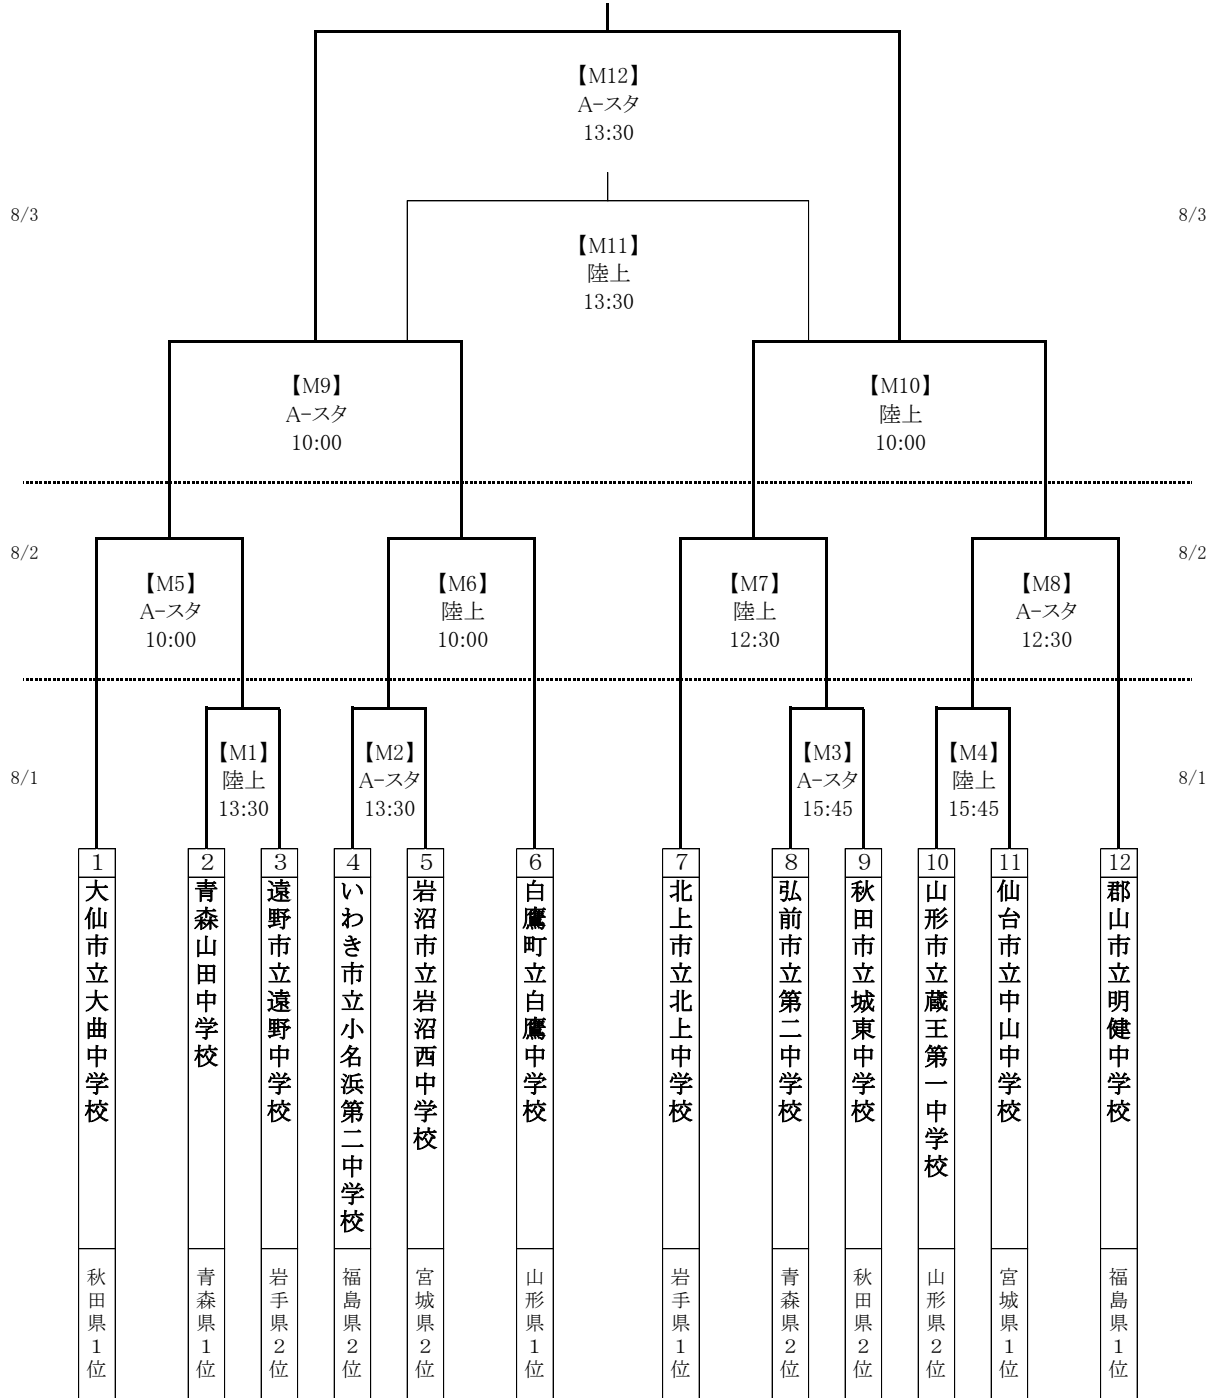 【M12】
A-スタ
13:30
8/3
8/3
【M11】
陸上
13:30
【M9】
A-スタ
10:00
【M10】
陸上
10:00
8/2
8/2
【M5】
A-スタ
10:00
【M6】
陸上
10:00
【M7】
陸上
12:30
【M8】
A-スタ
12:30
8/1
8/1
【M1】
陸上
13:30
【M2】
A-スタ
13:30
【M3】
A-スタ
15:45
【M4】
陸上
15:45
1
大仙市立大曲中学校
秋田県1位
2
青森山田中学校
青森県1位
3
遠野市立遠野中学校
岩手県2位
4
いわき市立小名浜第二中学校
福島県2位
5
岩沼市立岩沼西中学校
宮城県2位
6
白鷹町立白鷹中学校
山形県1位
7
北上市立北上中学校
岩手県1位
8
弘前市立第二中学校
青森県2位
9
秋田市立城東中学校
秋田県2位
10
山形市立蔵王第一中学校
山形県2位
11
仙台市立中山中学校
宮城県1位
12
郡山市立明健中学校
福島県1位